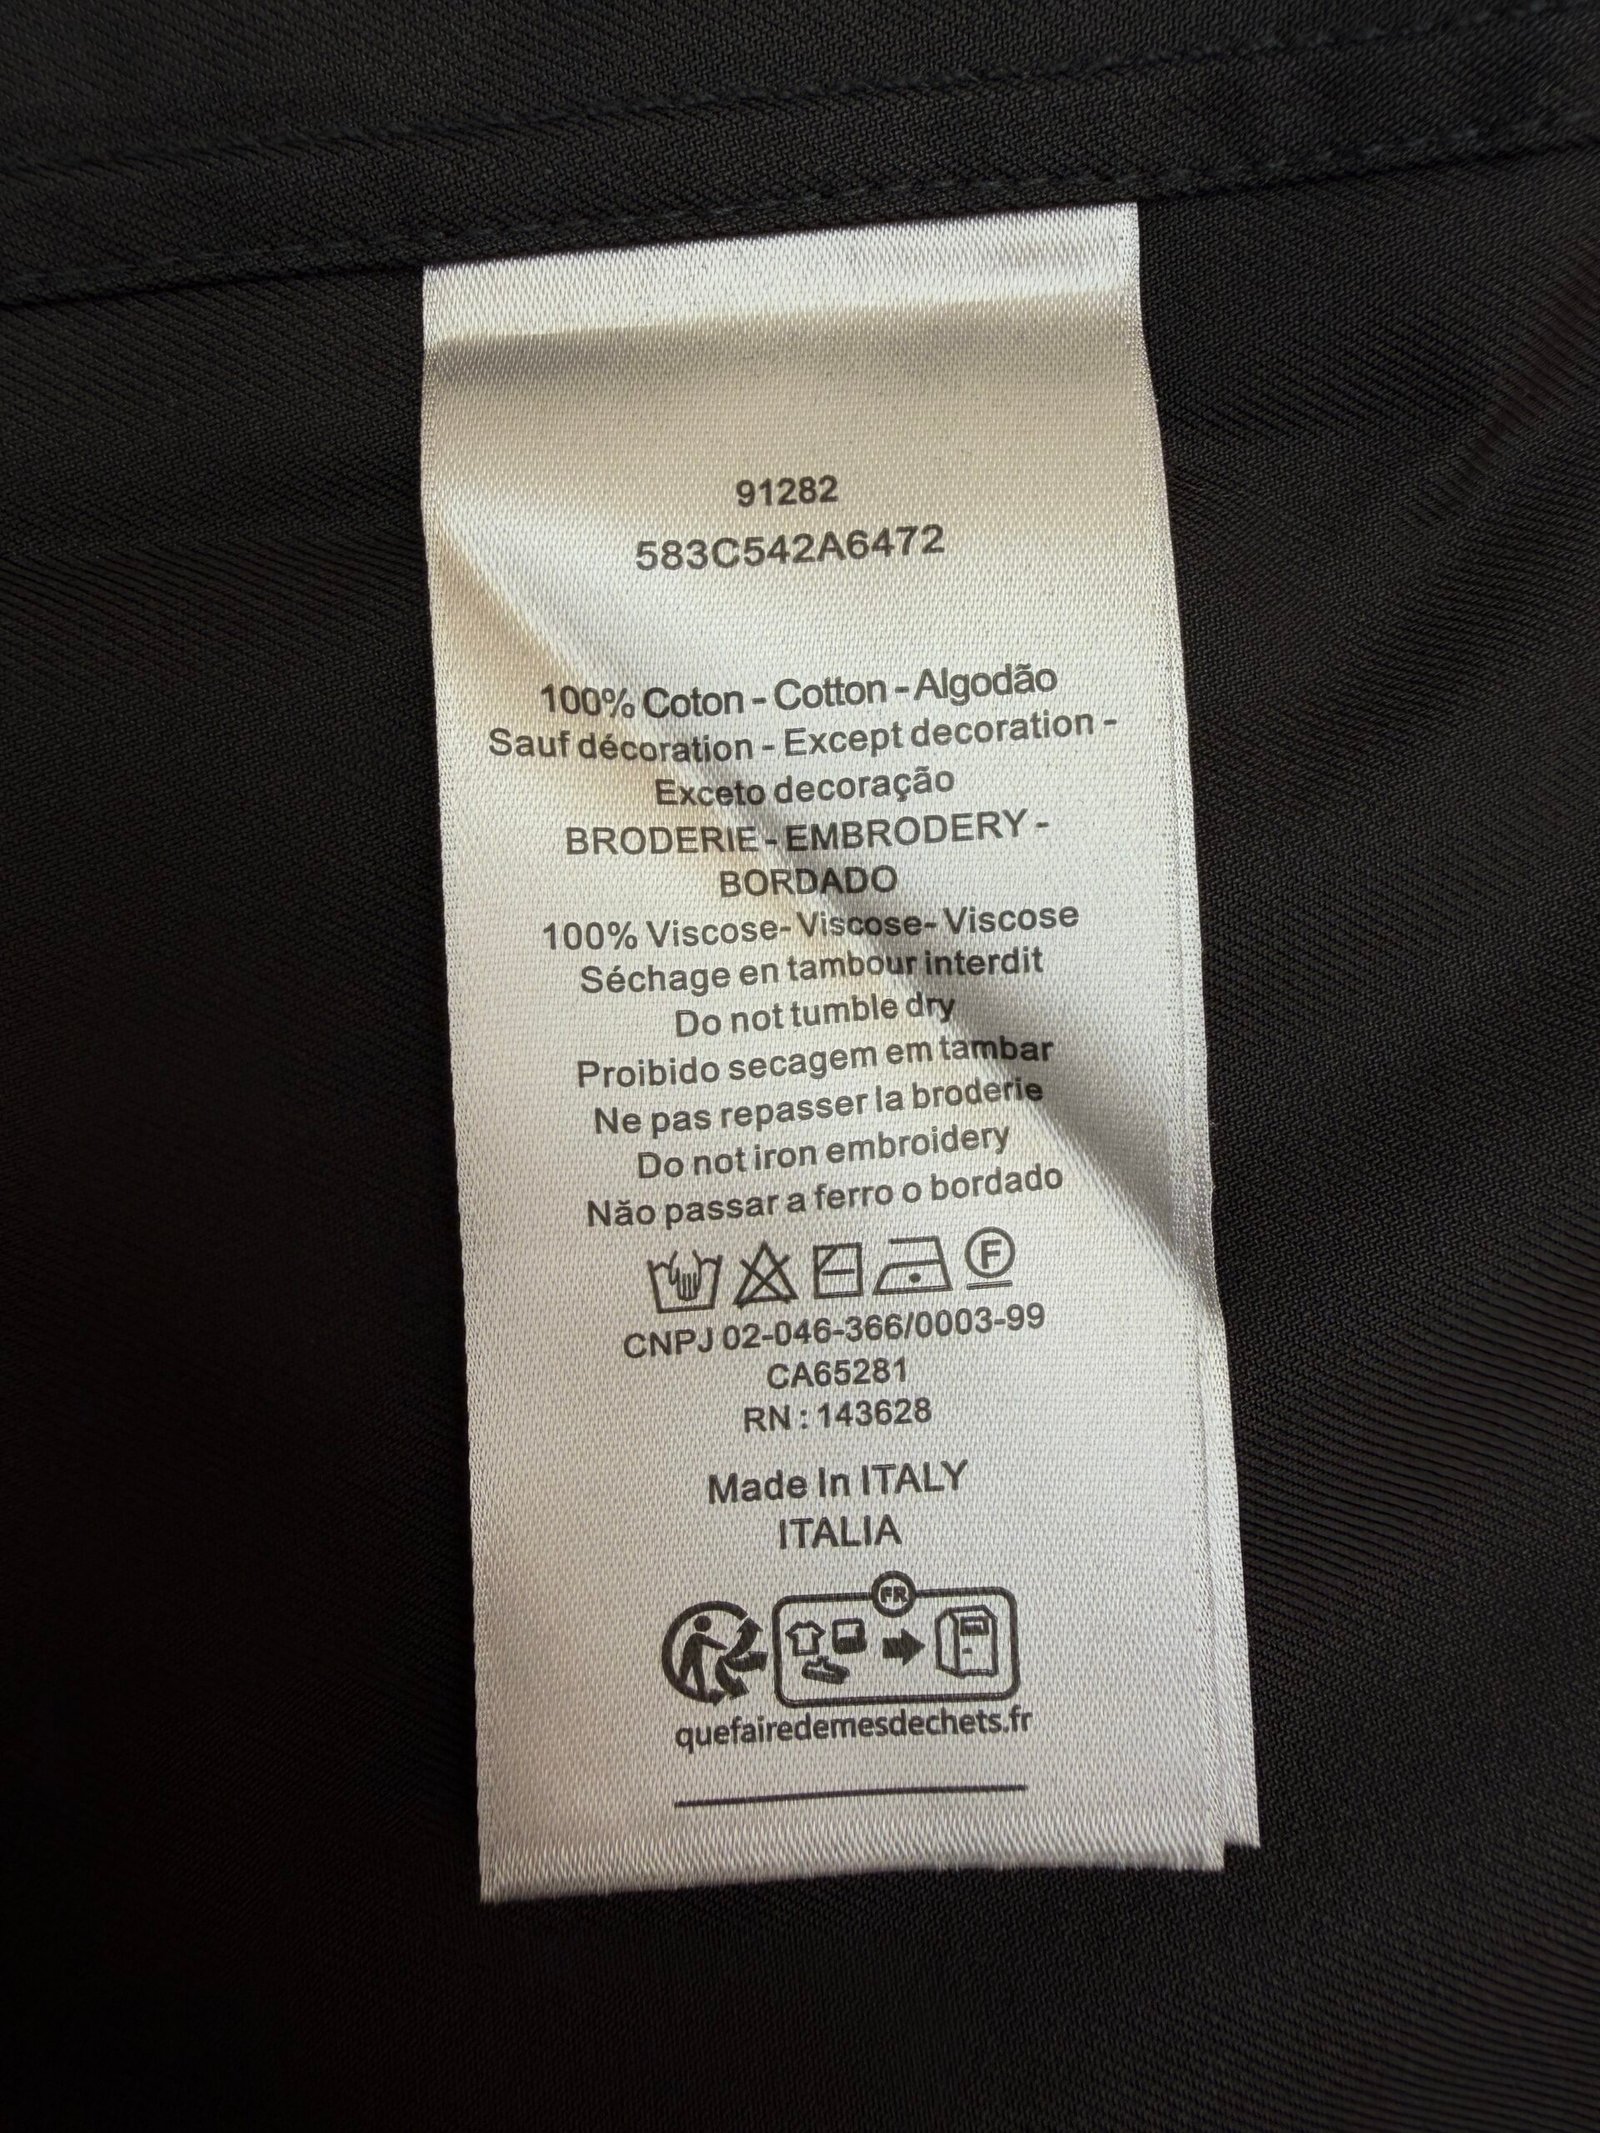 91282
583C542A6472
100% Coton - Cotton - Algodão
Sauf décoration - Except decoration -
Exceto decoração
BRODERIE - EMBRODERY -
BORDADO
100% Viscose- Viscose- Viscose
Séchage en tambour interdit
Do not tumble dry
Proibido secagem em tambar
Ne pas repasser la broderie
Do not iron embroidery
Năo passar a ferro o bordado
F
CNPJ 02-046-366/0003-99
CA65281
RN : 143628
Made In ITALY
ITALIA
FR
quefairedemesdechets.fr